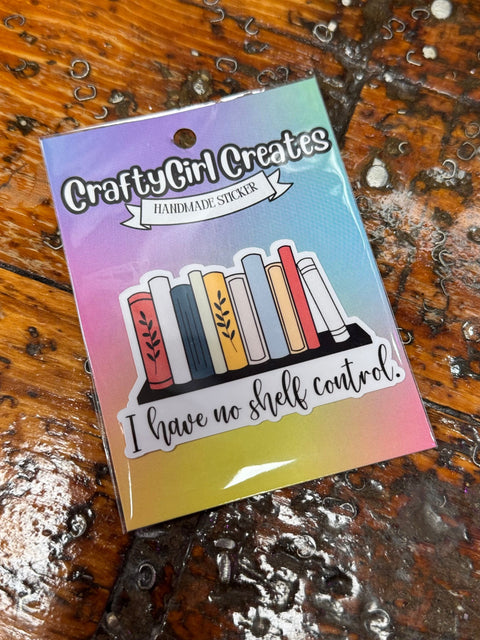 CraftyGirl Creates
HANDMADE STICKER
I have no shelf control.